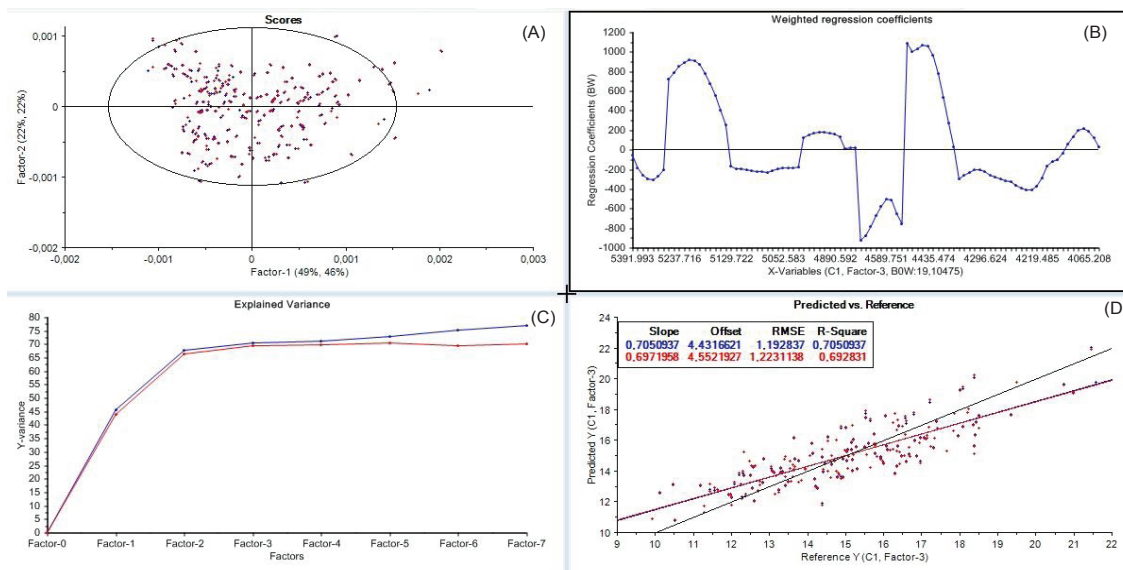 Scores
(A)
0,001
0
-0,001
-0,002
Factor-2 (22%, 22%)
-0,002
-0,001
0
0,001
0,002
0,003
Factor-1 (49%, 46%)
Weighted regression coefficients
(B)
1200
1000
800
600
400
200
0
-200
-400
-600
-800
-1000
Regression Coefficients (BW)
5391.993 5237.716 5129.722 5052.583 4890.592 4589.751 4435.474 4296.624 4219.485 4065.208
X-Variables (C1, Factor-3, B0W:19,10475)
Explained Variance
(C)
80
75
70
65
60
55
50
45
40
35
30
25
20
15
10
5
0
Y-variance
Factor-0 Factor-1 Factor-2 Factor-3 Factor-4 Factor-5 Factor-6 Factor-7
Factors
Predicted vs. Reference
(D)
Slope Offset RMSE R-Square
0,7050937 4,4316621 1,192837 0,7050937
0,6971958 4,5521927 1,2231138 0,692831
24
22
20
18
16
14
12
10
Predicted Y (C1, Factor-3)
9 10 11 12 13 14 15 16 17 18 19 20 21 22
Reference Y (C1, Factor-3)